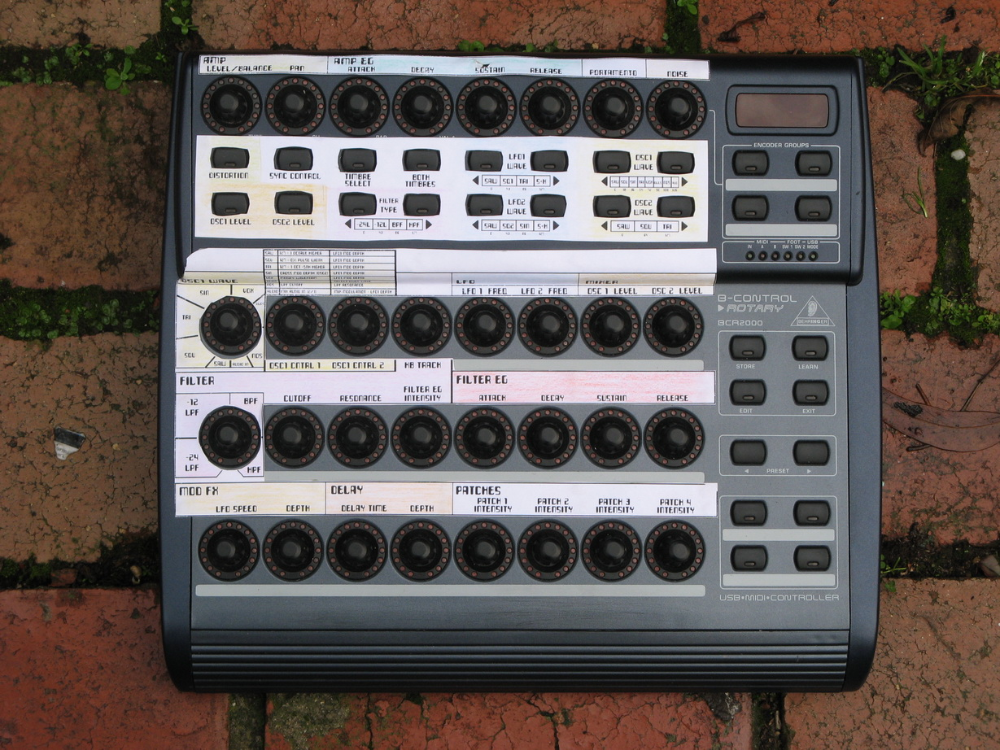 AMP
AMP EG
LEVEL/BALANCE PAN ATTACK DECAY SUSTAIN RELEASE PORTAMENTO NOISE
ENCODER GROUPS
DISTORTION SYNC CONTROL TIMBRE SELECT BOTH TIMBRES
LFO1 WAVE
SAW SQ1 TRI S-H
OSC1 WAVE
OSC1 LEVEL OSC2 LEVEL
FILTER TYPE
-24L -12L BPF HPF
LFO2 WAVE
SAW SQ2 SIN S-H
OSC2 WAVE
SAW SQU TRI
MIDI FOOT - USB
IN A B SW 1 SW 2 MODE
OSC1 WAVE
LFO
MIXER
LFO 1 FREQ LFO 2 FREQ OSC 1 LEVEL OSC 2 LEVEL
SIN VOX
TRI
SQU
SAW AUDIO IN NOS
B-CONTROL
ROTARY
BCR2000
BEHRINGER
STORE LEARN
OSC1 CNTRL 1 OSC1 CNTRL 2 KB TRACK
FILTER
FILTER EG
-12 LPF BPF
CUTOFF RESONANCE FILTER EG INTENSITY ATTACK DECAY SUSTAIN RELEASE
EDIT EXIT
-24 LPF HPF
PRESET
MOD FX DELAY PATCHES
LFO SPEED DEPTH DELAY TIME DEPTH PATCH 1 INTENSITY PATCH 2 INTENSITY PATCH 3 INTENSITY PATCH 4 INTENSITY
USB•MIDI•CONTROLLER